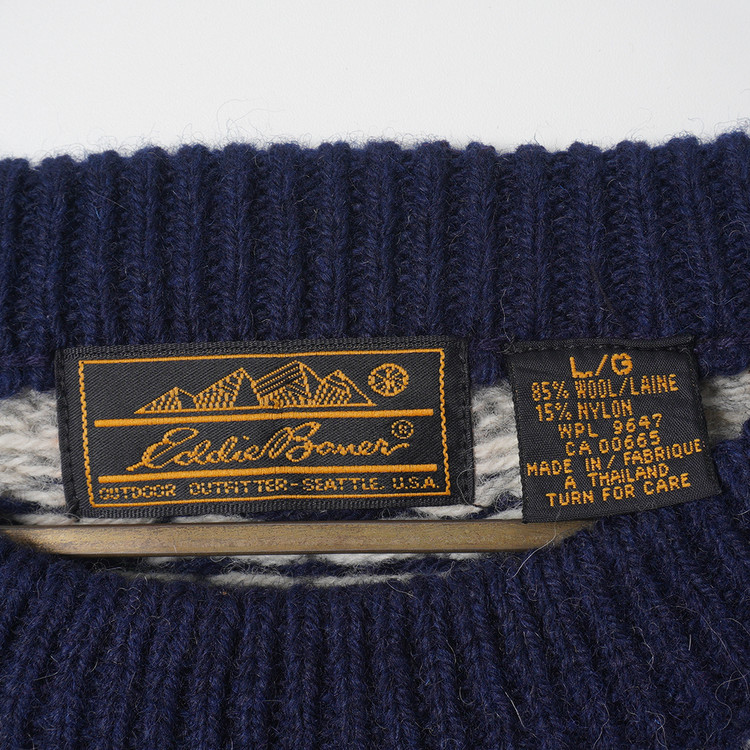 Eddie Bauer®
OUTDOOR OUTFITTER-SEATTLE, U.S.A.
L/G
85% WOOL/LAINE
15% NYLON
WPL 9647
CA 00665
MADE IN/FABRIQUE
A THAILAND
TURN FOR CARE